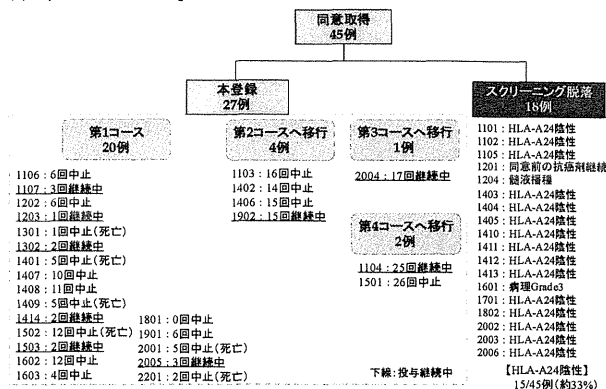 同意取得
45例
本登録
27例
スクリーニング脱落
18例
第1コース
20例
1106：6回中止
1107：3回継続中
1202：6回中止
1203：1回継続中
1301：1回中止(死亡)
1302：2回継続中
1401：5回中止(死亡)
1407：10回中止
1408：11回中止
1409：5回中止(死亡)
1414：2回継続中
1502：12回中止(死亡)
1503：2回継続中
1602：12回中止
1603：4回中止
1801：0回中止
1901：6回中止
2001：5回中止(死亡)
2005：3回継続中
2201：2回中止(死亡)
第2コースへ移行
4例
1103：16回中止
1402：14回中止
1406：15回中止
1902：15回継続中
第3コースへ移行
1例
2004：17回継続中
第4コースへ移行
2例
1104：25回継続中
1501：26回中止
下線：投与継続中
1101：HLA-A24陰性
1102：HLA-A24陰性
1105：HLA-A24陰性
1201：同意前の抗癌剤継続
1204：髄液播種
1403：HLA-A24陰性
1404：HLA-A24陰性
1405：HLA-A24陰性
1410：HLA-A24陰性
1411：HLA-A24陰性
1412：HLA-A24陰性
1413：HLA-A24陰性
1601：病理Grade3
1701：HLA-A24陰性
1802：HLA-A24陰性
2002：HLA-A24陰性
2003：HLA-A24陰性
2006：HLA-A24陰性
【HLA-A24陰性】
15/45例(約33%)